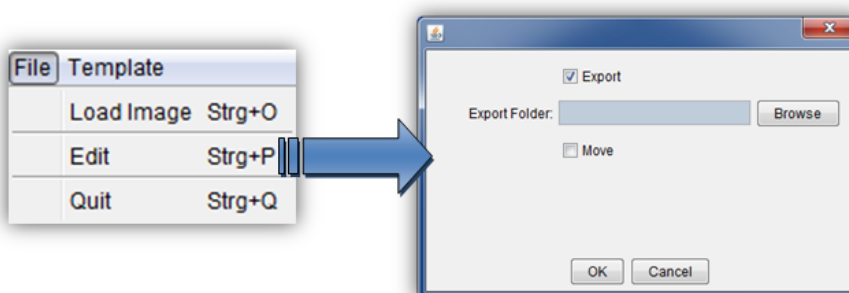 File Template
Load Image Strg+O
Edit Strg+P
Quit Strg+Q
Export
Export Folder: Browse
Move
OK Cancel